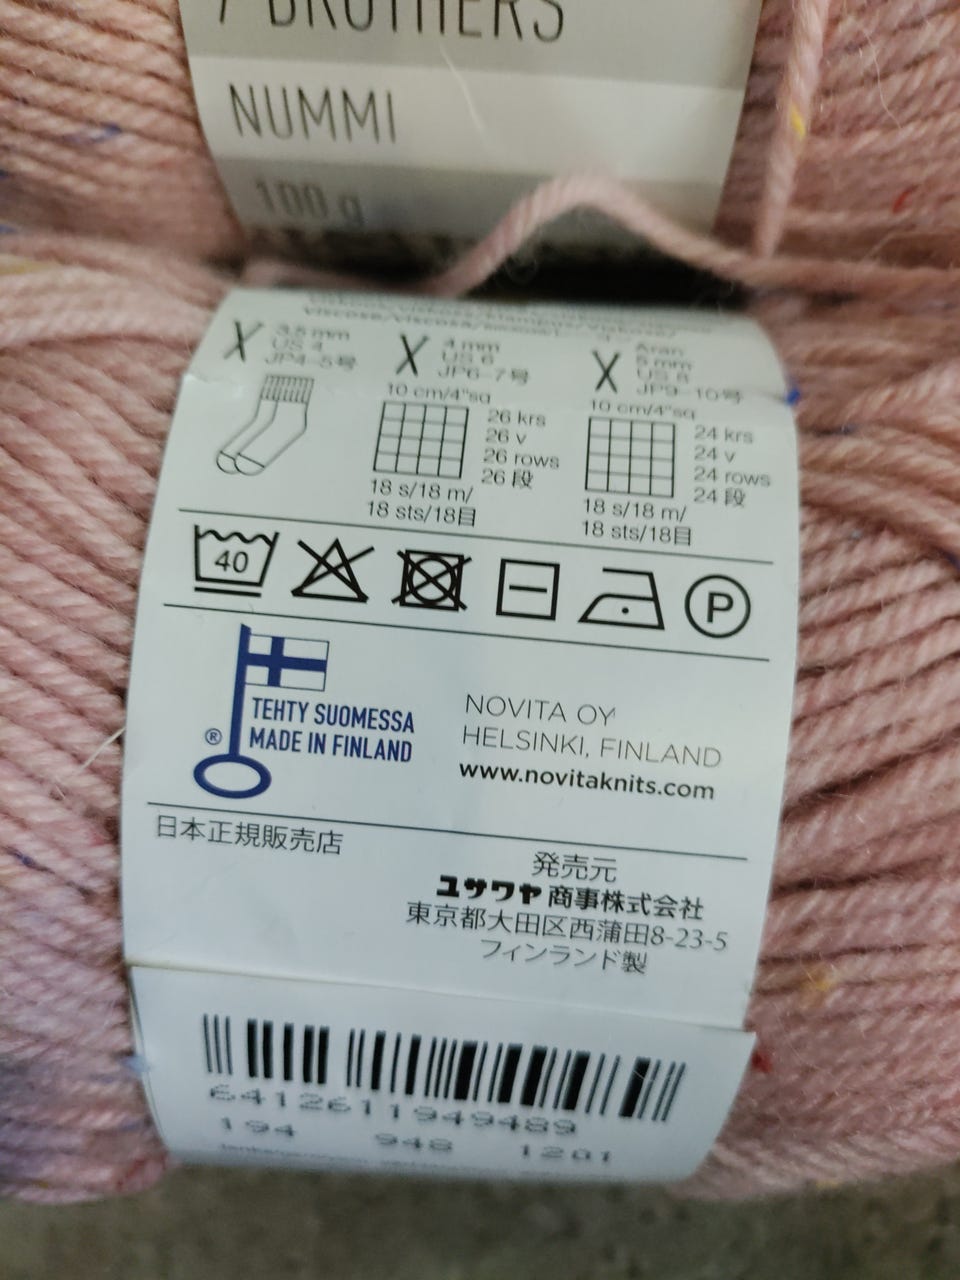 7 BROTHERS
NUMMI
100 g
3,5 mm
US 4
JP4-5号
4 mm
US 6
JP6-7号
10 cm/4"sq
26 krs
26 v
26 rows
26 段
18 s/18 m/
18 sts/18目
Aran
5 mm
US 8
JP9-10号
10 cm/4"sq
24 krs
24 v
24 rows
24 段
18 s/18 m/
18 sts/18目
40
P
® TEHTY SUOMESSA
MADE IN FINLAND
NOVITA OY
HELSINKI, FINLAND
www.novitaknits.com
日本正規販売店
発売元
ユザワヤ商事株式会社
東京都大田区西蒲田8-23-5
フィンランド製
6412611949489
194 948 1201